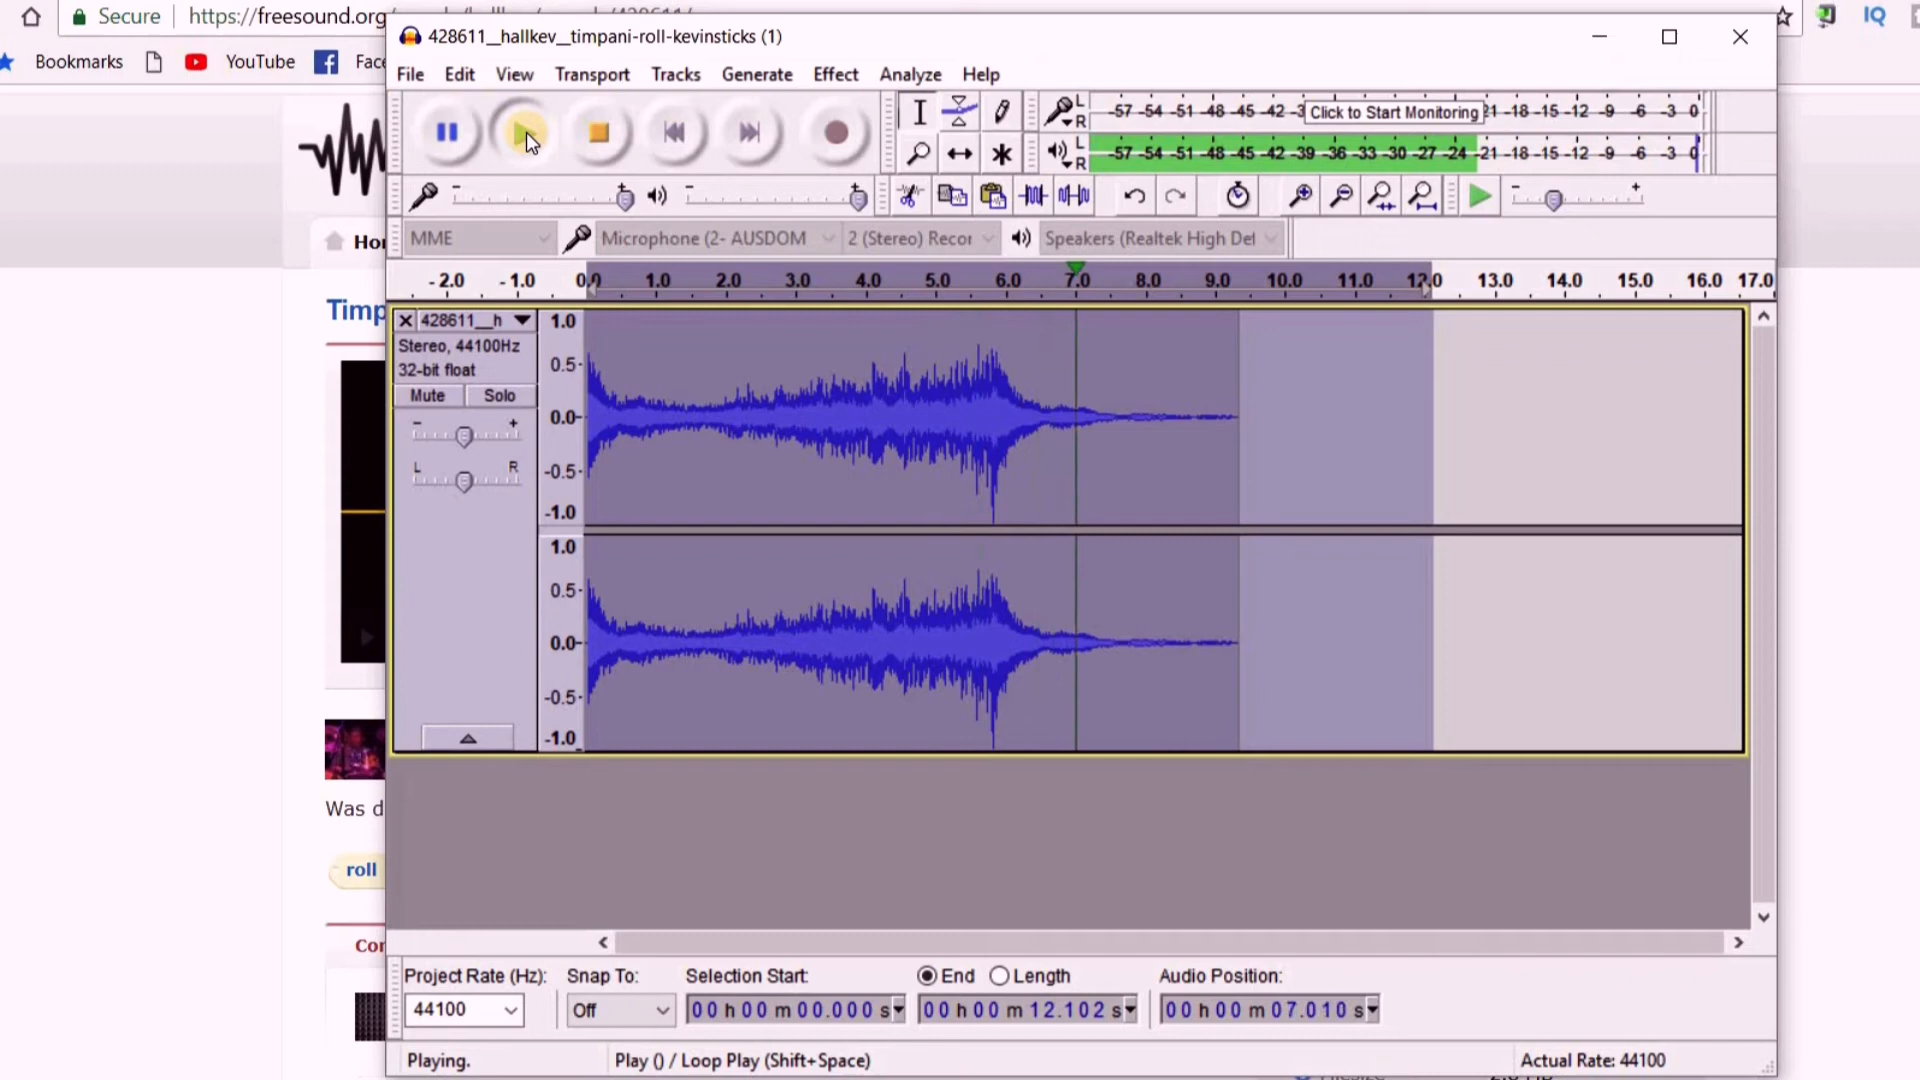 Secure
https://freesound.org
IQ
Bookmarks
YouTube
Face
428611__hallkev__timpani-roll-kevinsticks (1)
File Edit View Transport Tracks Generate Effect Analyze Help
L
R
-57 -54 -51 -48 -45 -42 -3 Click to Start Monitoring 21 -18 -15 -12 -9 -6 -3 0
L
R
-57 -54 -51 -48 -45 -42 -39 -36 -33 -30 -27 -24 -21 -18 -15 -12 -9 -6 -3 0
- + - + - +
MME
Microphone (2- AUSDOM
2 (Stereo) Recor
Speakers (Realtek High Def
-2.0 -1.0 0.0 1.0 2.0 3.0 4.0 5.0 6.0 7.0 8.0 9.0 10.0 11.0 12.0 13.0 14.0 15.0 16.0 17.0
428611__h
Stereo, 44100Hz
32-bit float
Mute Solo
- +
L R
1.0
0.5-
0.0-
-0.5-
-1.0
1.0
0.5-
0.0-
-0.5-
-1.0
Ho
Timp
Was d
roll
Cor
Project Rate (Hz): Snap To: Selection Start: End Length Audio Position:
44100 Off 00 h 00 m 00.000 s 00 h 00 m 12.102 s 00 h 00 m 07.010 s
Playing. Play () / Loop Play (Shift+Space) Actual Rate: 44100